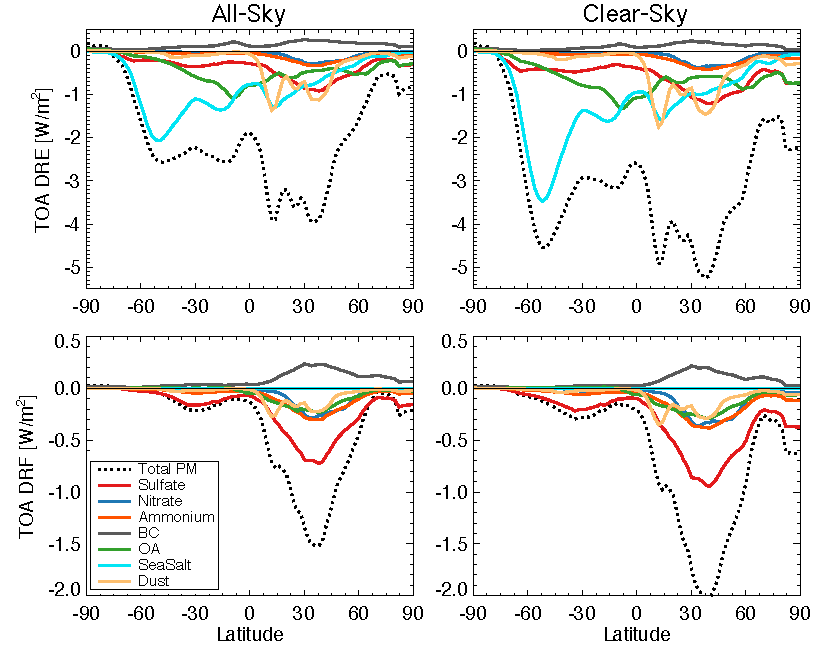 All-Sky
Clear-Sky
0
-1
-2
-3
-4
-5
TOA DRE [W/m²]
-90 -60 -30 0 30 60 90
0
-1
-2
-3
-4
-5
-90 -60 -30 0 30 60 90
0.5
0.0
-0.5
-1.0
-1.5
-2.0
TOA DRF [W/m²]
Total PM
Sulfate
Nitrate
Ammonium
BC
OA
SeaSalt
Dust
-90 -60 -30 0 30 60 90
Latitude
0.5
0.0
-0.5
-1.0
-1.5
-2.0
-90 -60 -30 0 30 60 90
Latitude